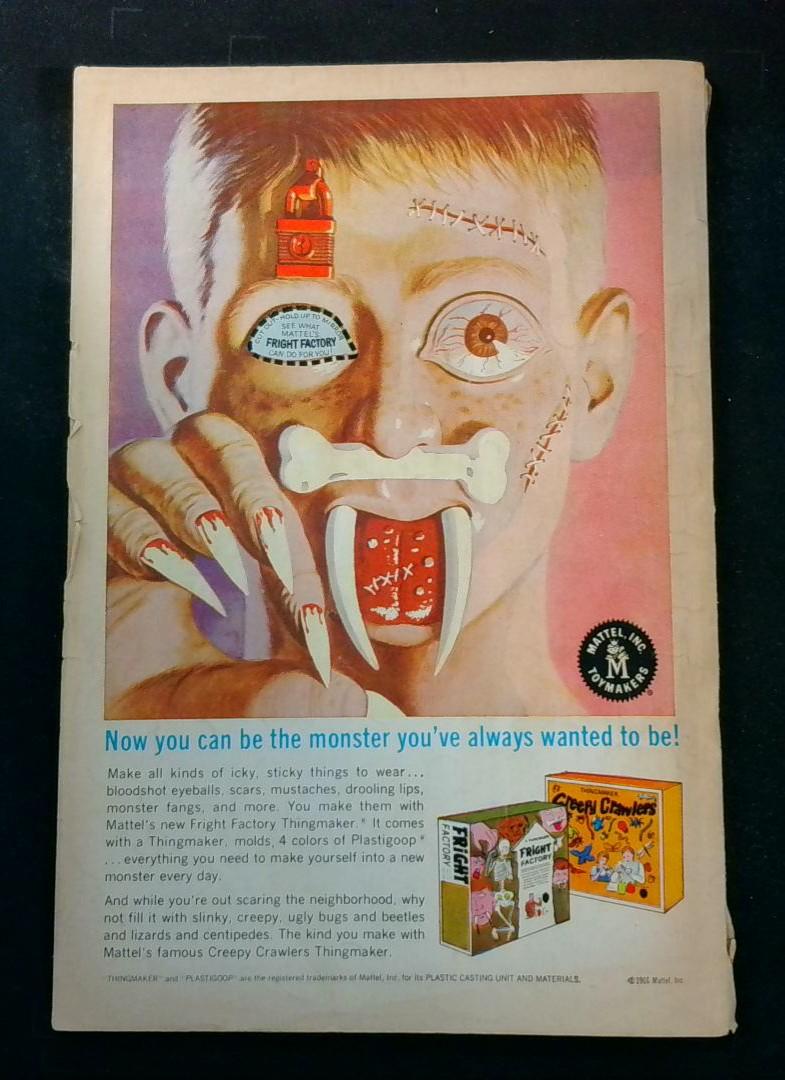 CUT OUT-HOLD UP TO MIRROR
SEE WHAT
MATTEL'S
FRIGHT FACTORY
CAN DO FOR YOU!
MATTEL, INC.
M
TOYMAKERS
Now you can be the monster you've always wanted to be!
Make all kinds of icky, sticky things to wear...
bloodshot eyeballs, scars, mustaches, drooling lips,
monster fangs, and more. You make them with
Mattel's new Fright Factory Thingmaker.* It comes
with a Thingmaker, molds, 4 colors of Plastigoop*
...everything you need to make yourself into a new
monster every day.
And while you're out scaring the neighborhood, why
not fill it with slinky, creepy, ugly bugs and beetles
and lizards and centipedes. The kind you make with
Mattel's famous Creepy Crawlers Thingmaker.
FRIGHT
FACTORY
FRIGHT
FACTORY
THINGMAKER
Creepy Crawlers
"THINGMAKER" and "PLASTIGOOP" are the registered trademarks of Mattel, Inc. for its PLASTIC CASTING UNIT AND MATERIALS.
©1966 Mattel, Inc.